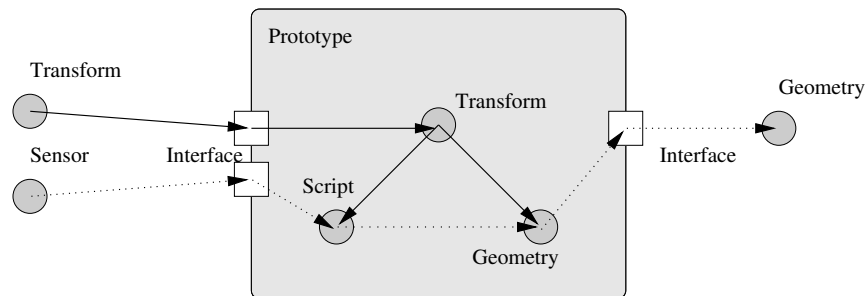 Prototype
Transform
Geometry
Transform
Sensor
Interface
Interface
Script
Geometry